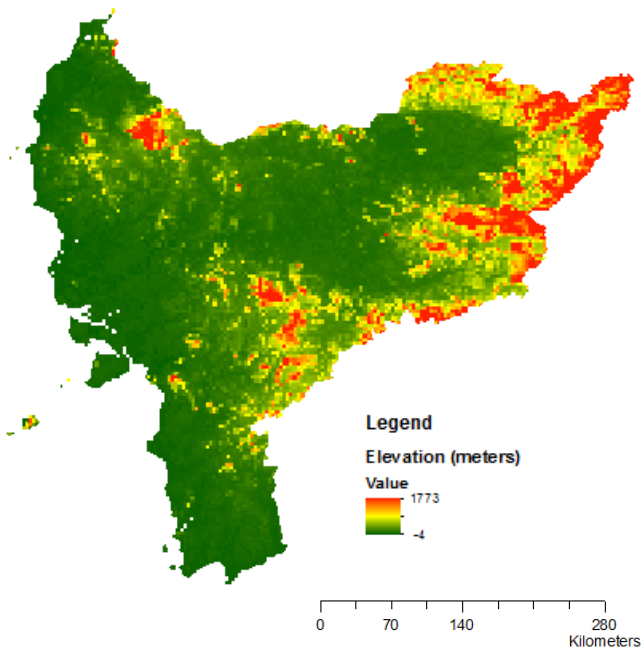 Legend
Elevation (meters)
Value
1773
-4
0 70 140 280
Kilometers